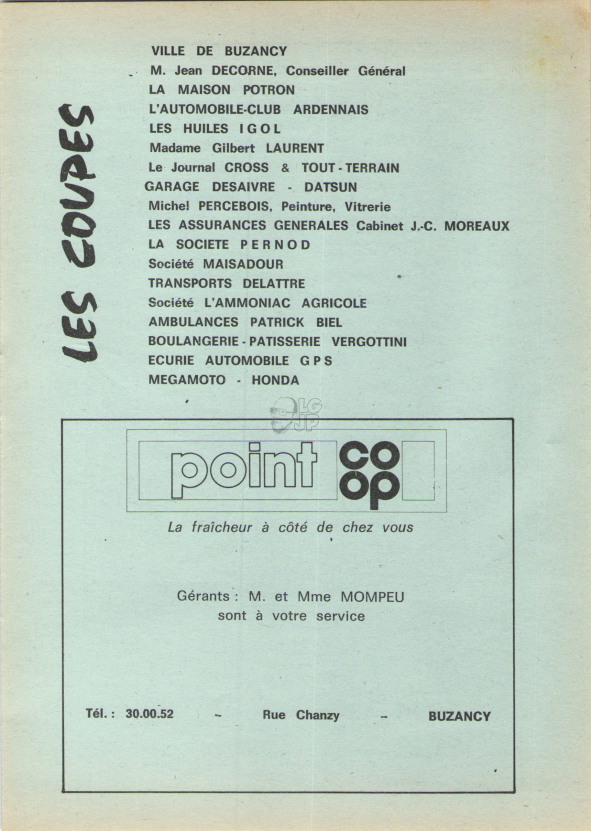 LES COUPES
VILLE DE BUZANCY
M. Jean DECORNE, Conseiller Général
LA MAISON POTRON
L'AUTOMOBILE-CLUB ARDENNAIS
LES HUILES IGOL
Madame Gilbert LAURENT
Le Journal CROSS & TOUT-TERRAIN
GARAGE DESAIVRE - DATSUN
Michel PERCEBOIS, Peinture, Vitrerie
LES ASSURANCES GENERALES Cabinet J.-C. MOREAUX
LA SOCIETE PERNOD
Société MAISADOUR
TRANSPORTS DELATTRE
Société L'AMMONIAC AGRICOLE
AMBULANCES PATRICK BIEL
BOULANGERIE-PATISSERIE VERGOTTINI
ECURIE AUTOMOBILE GPS
MEGAMOTO - HONDA
LG
JP
point CO
OP
La fraîcheur à côté de chez vous
Gérants : M. et Mme MOMPEU
sont à votre service
Tél. : 30.00.52 - Rue Chanzy - BUZANCY